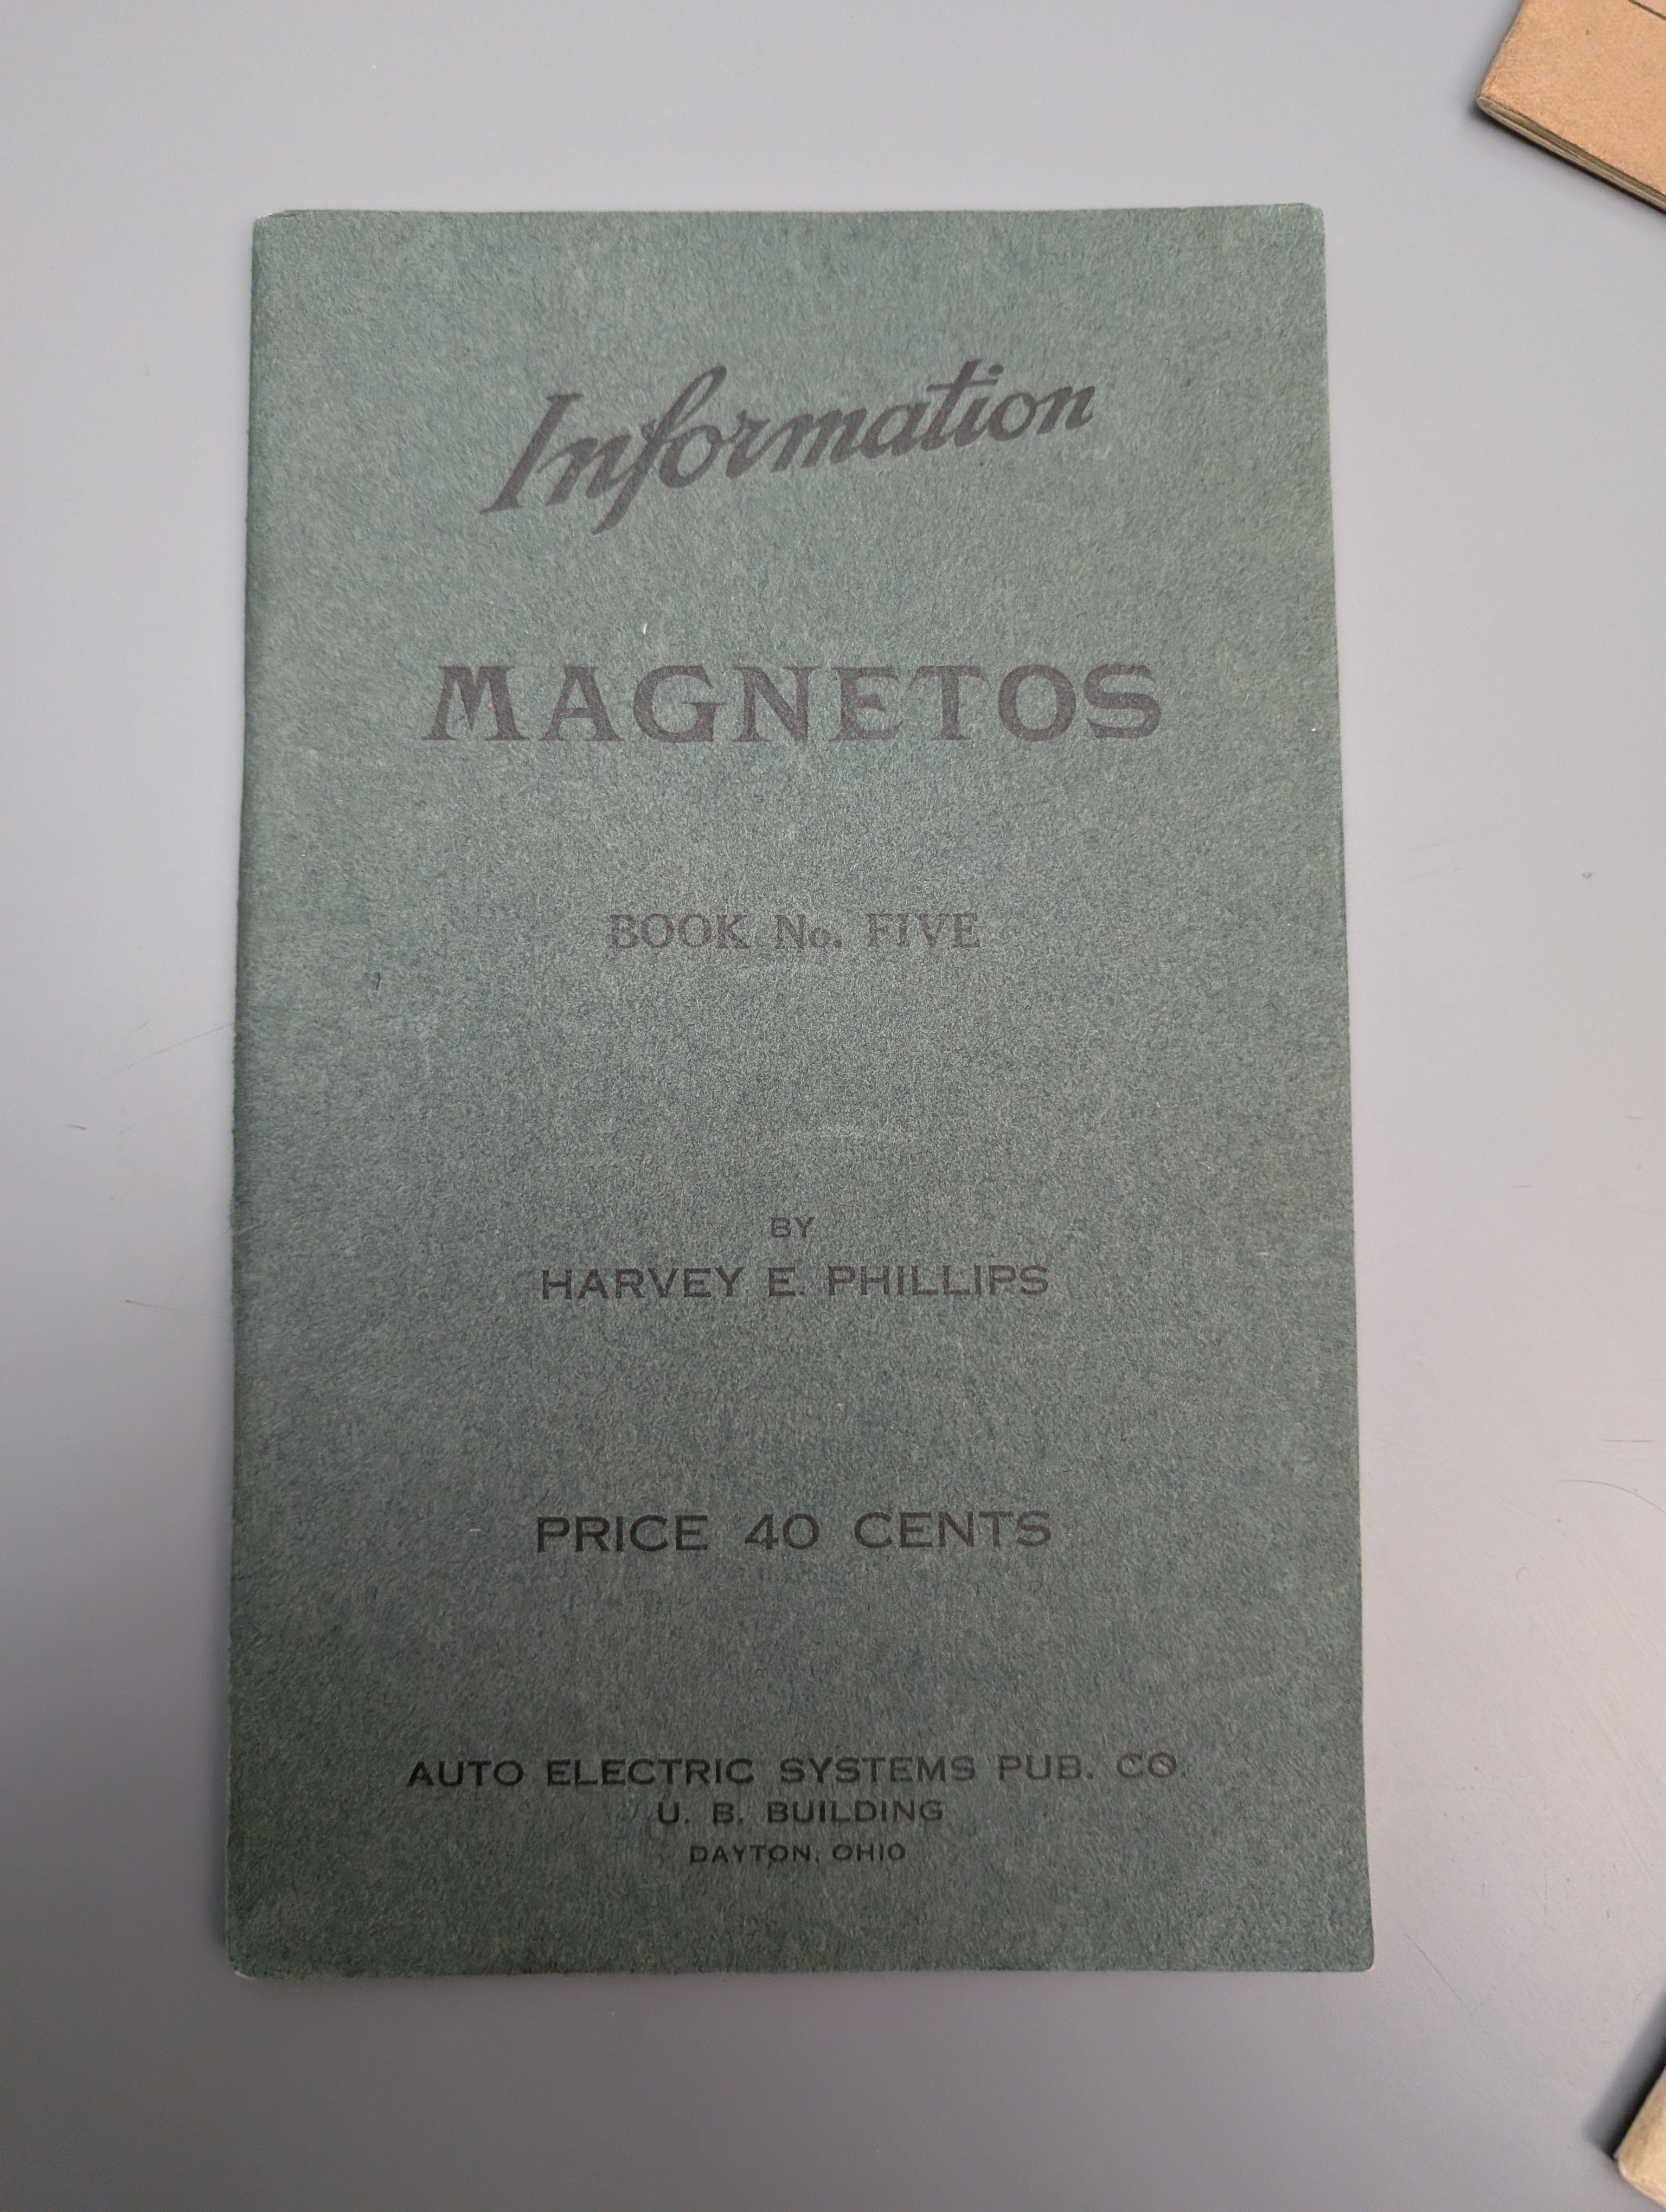 Information
MAGNETOS
BOOK No. FIVE
BY
HARVEY E. PHILLIPS
PRICE 40 CENTS
AUTO ELECTRIC SYSTEMS PUB. CO.
U. B. BUILDING
DAYTON, OHIO